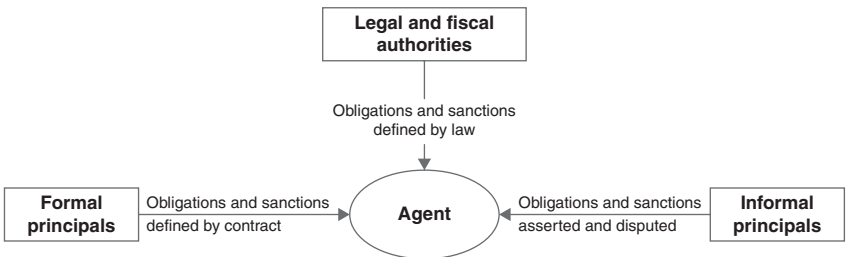 Legal and fiscal
authorities
Obligations and sanctions
defined by law
Formal
principals
Obligations and sanctions
defined by contract
Agent
Obligations and sanctions
asserted and disputed
Informal
principals